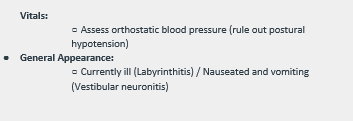 Vitals:
▫ Assess orthostatic blood pressure (rule out postural
hypotension)
● General Appearance:
▫ Currently ill (Labyrinthitis) / Nauseated and vomiting
(Vestibular neuronitis)